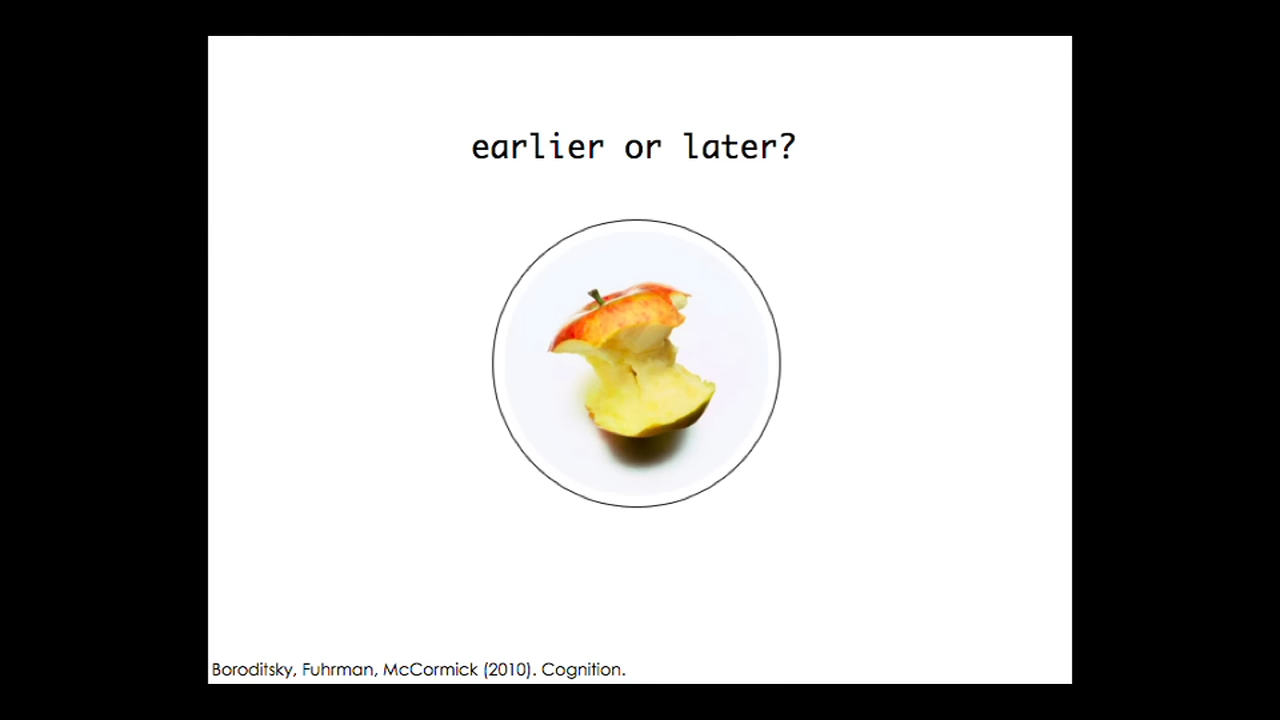 earlier or later?
Boroditsky, Fuhrman, McCormick (2010). Cognition.